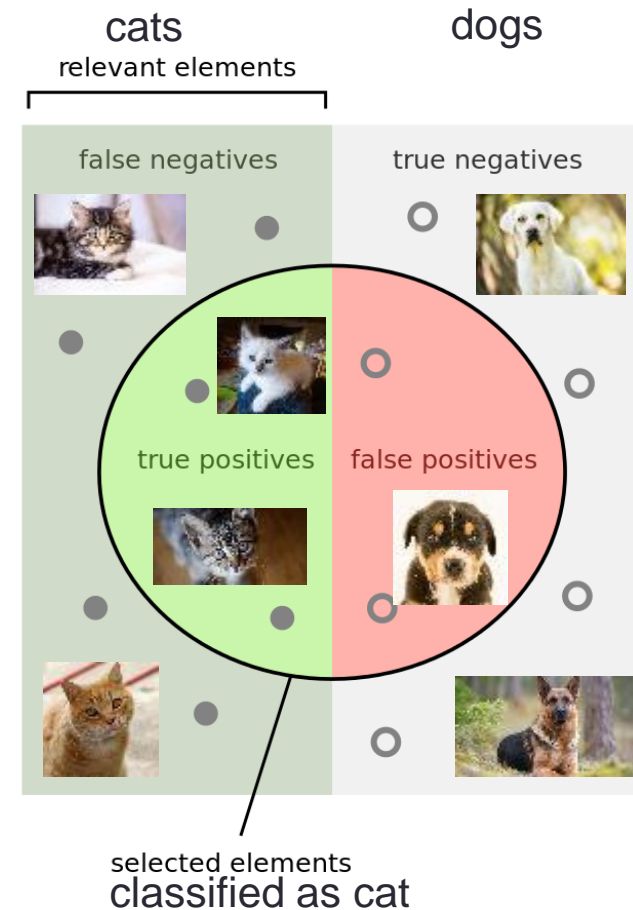 cats
dogs
relevant elements
false negatives
true negatives
true positives
false positives
selected elements
classified as cat